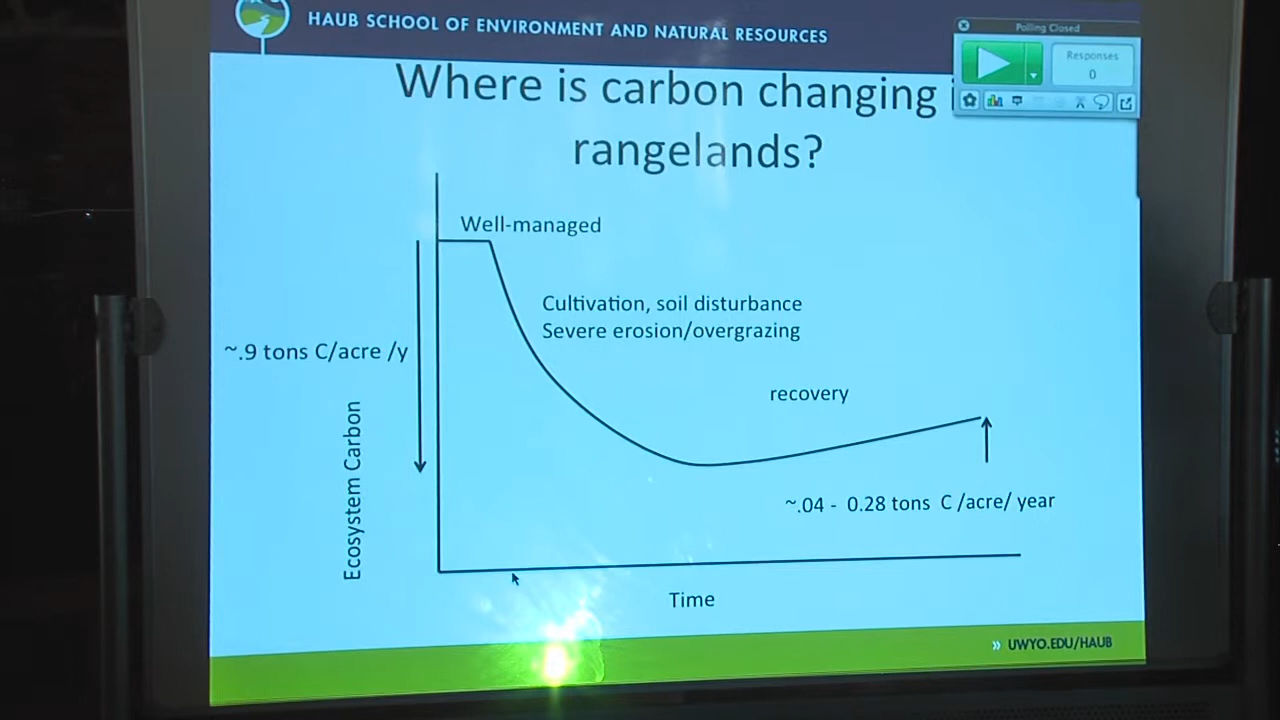 HAUB SCHOOL OF ENVIRONMENT AND NATURAL RESOURCES
Polling Closed
Responses
0
Where is carbon changing
rangelands?
Well-managed
Cultivation, soil disturbance
Severe erosion/overgrazing
~.9 tons C/acre /y
recovery
Ecosystem Carbon
~.04 - 0.28 tons C /acre/ year
Time
» UWYO.EDU/HAUB